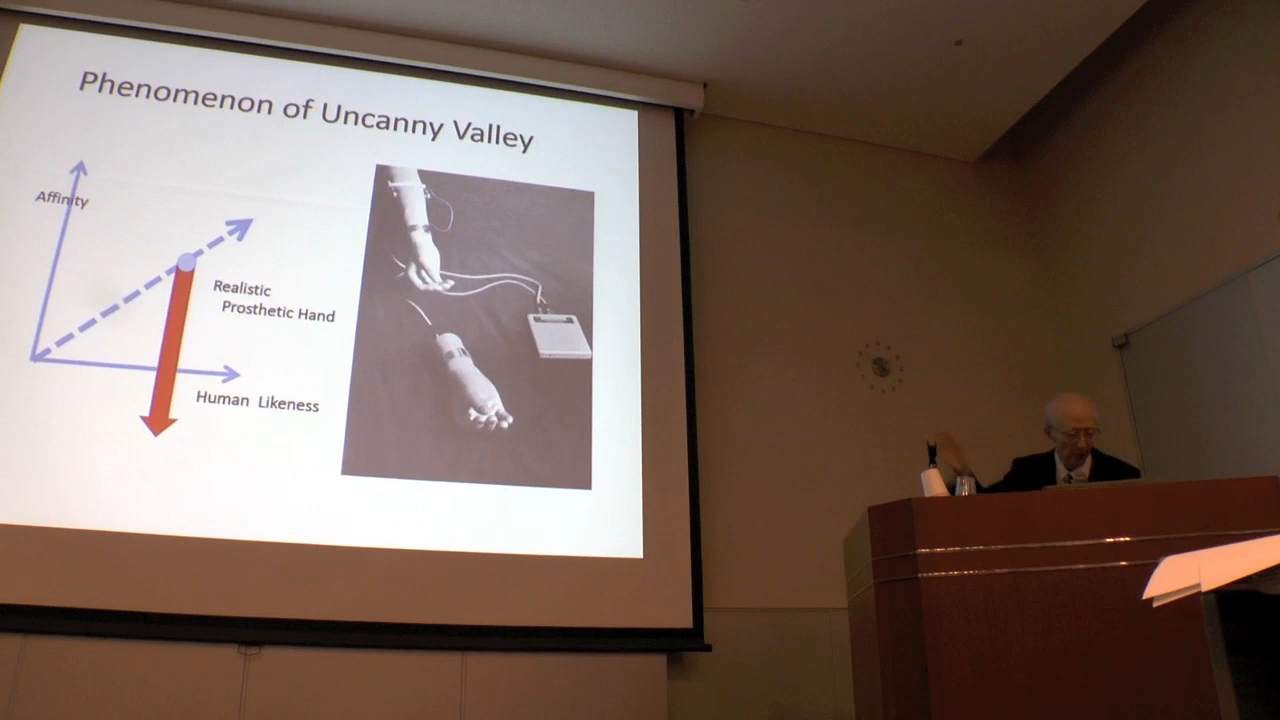 Phenomenon of Uncanny Valley
Affinity
Realistic
Prosthetic Hand
Human Likeness